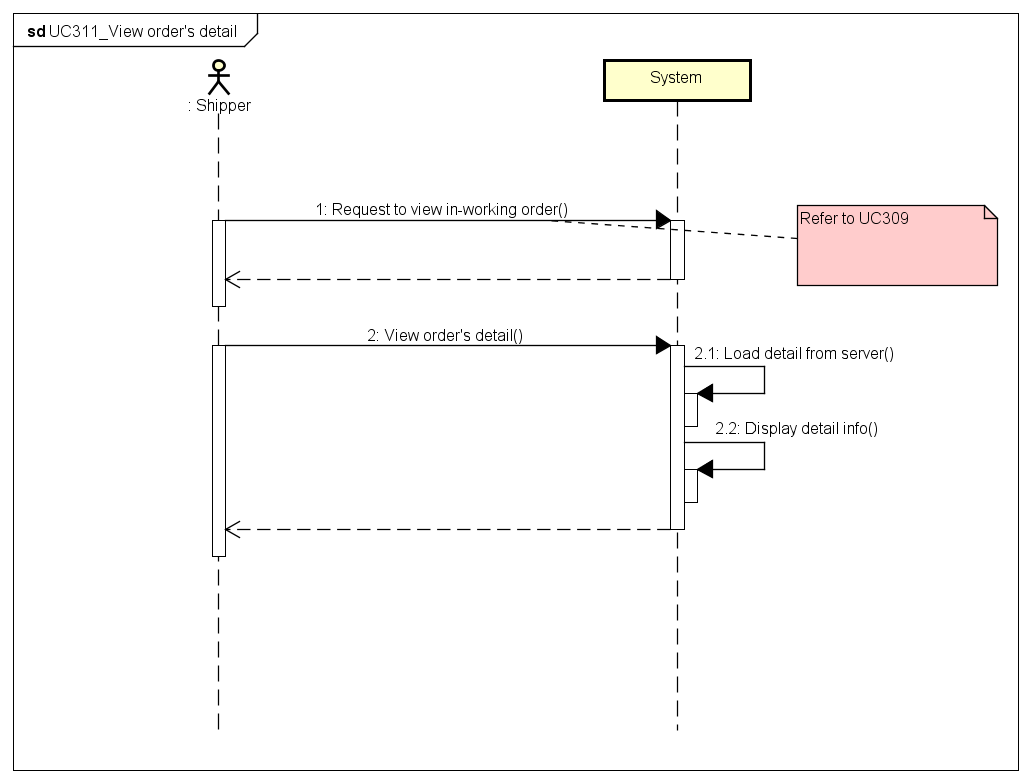 sd UC311_View order's detail
: Shipper
System
1: Request to view in-working order()
Refer to UC309
2: View order's detail()
2.1: Load detail from server()
2.2: Display detail info()